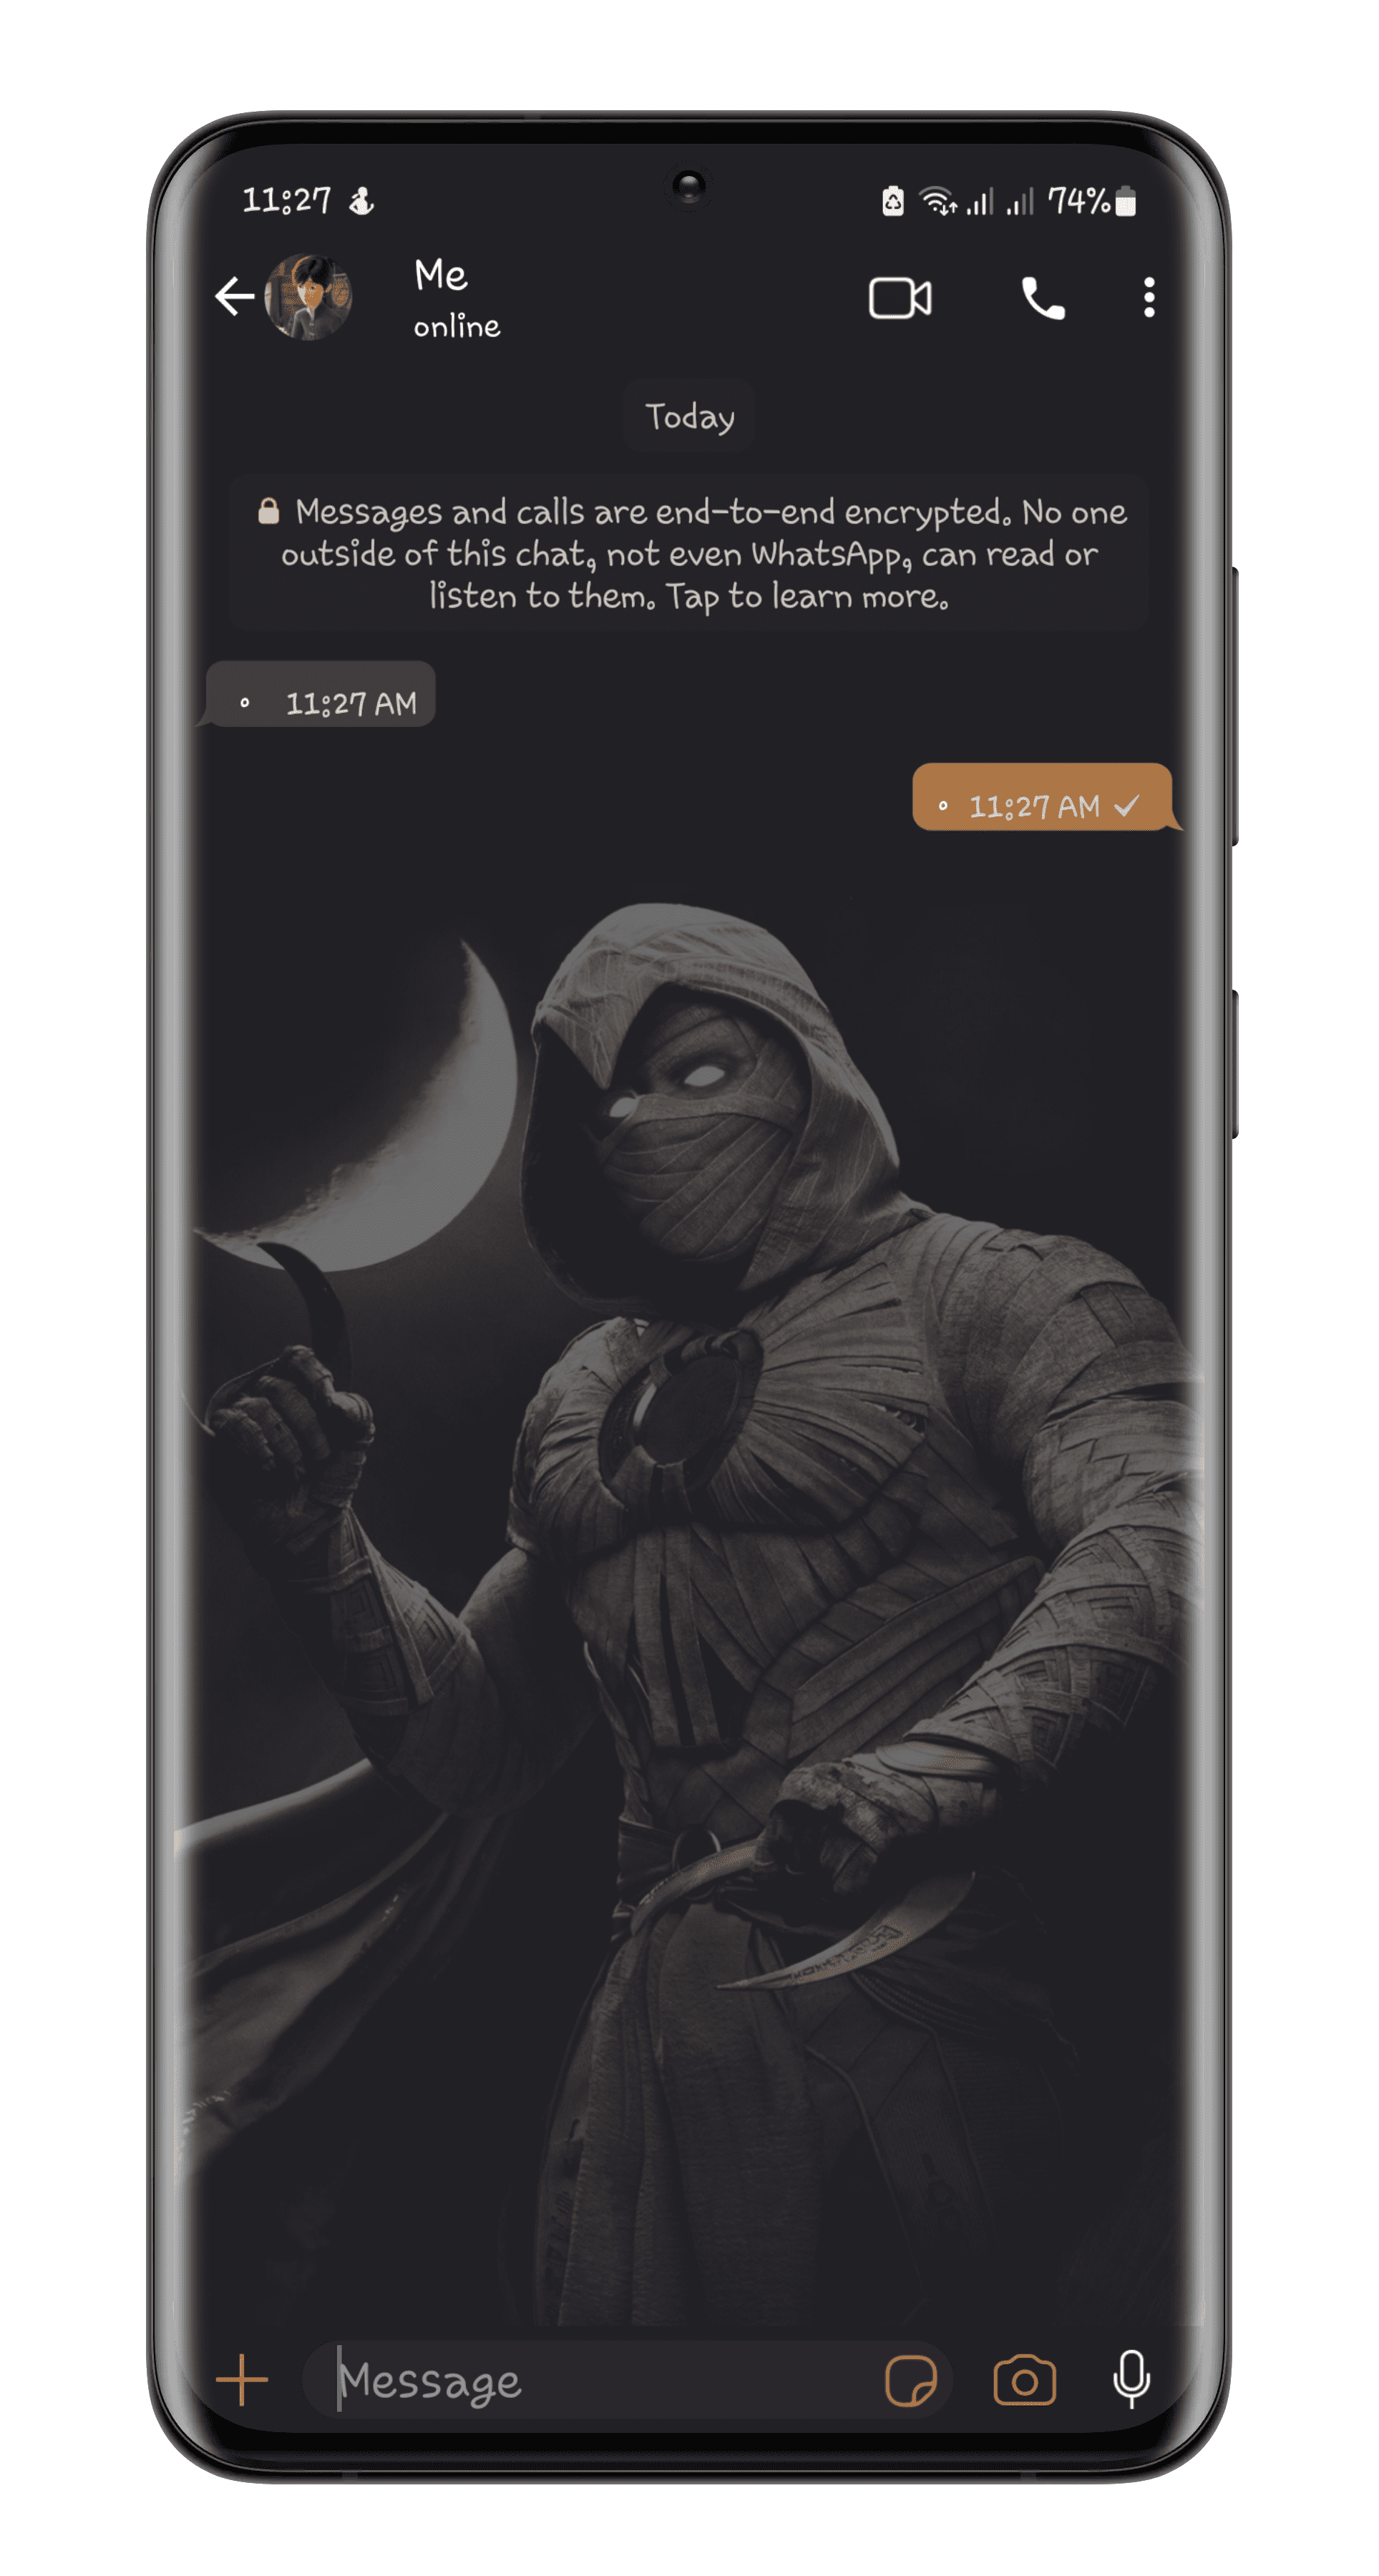 11:27 74%
Me
online
Today
Messages and calls are end-to-end encrypted. No one
outside of this chat, not even WhatsApp, can read or
listen to them. Tap to learn more.
. 11:27 AM
. 11:27 AM
Message